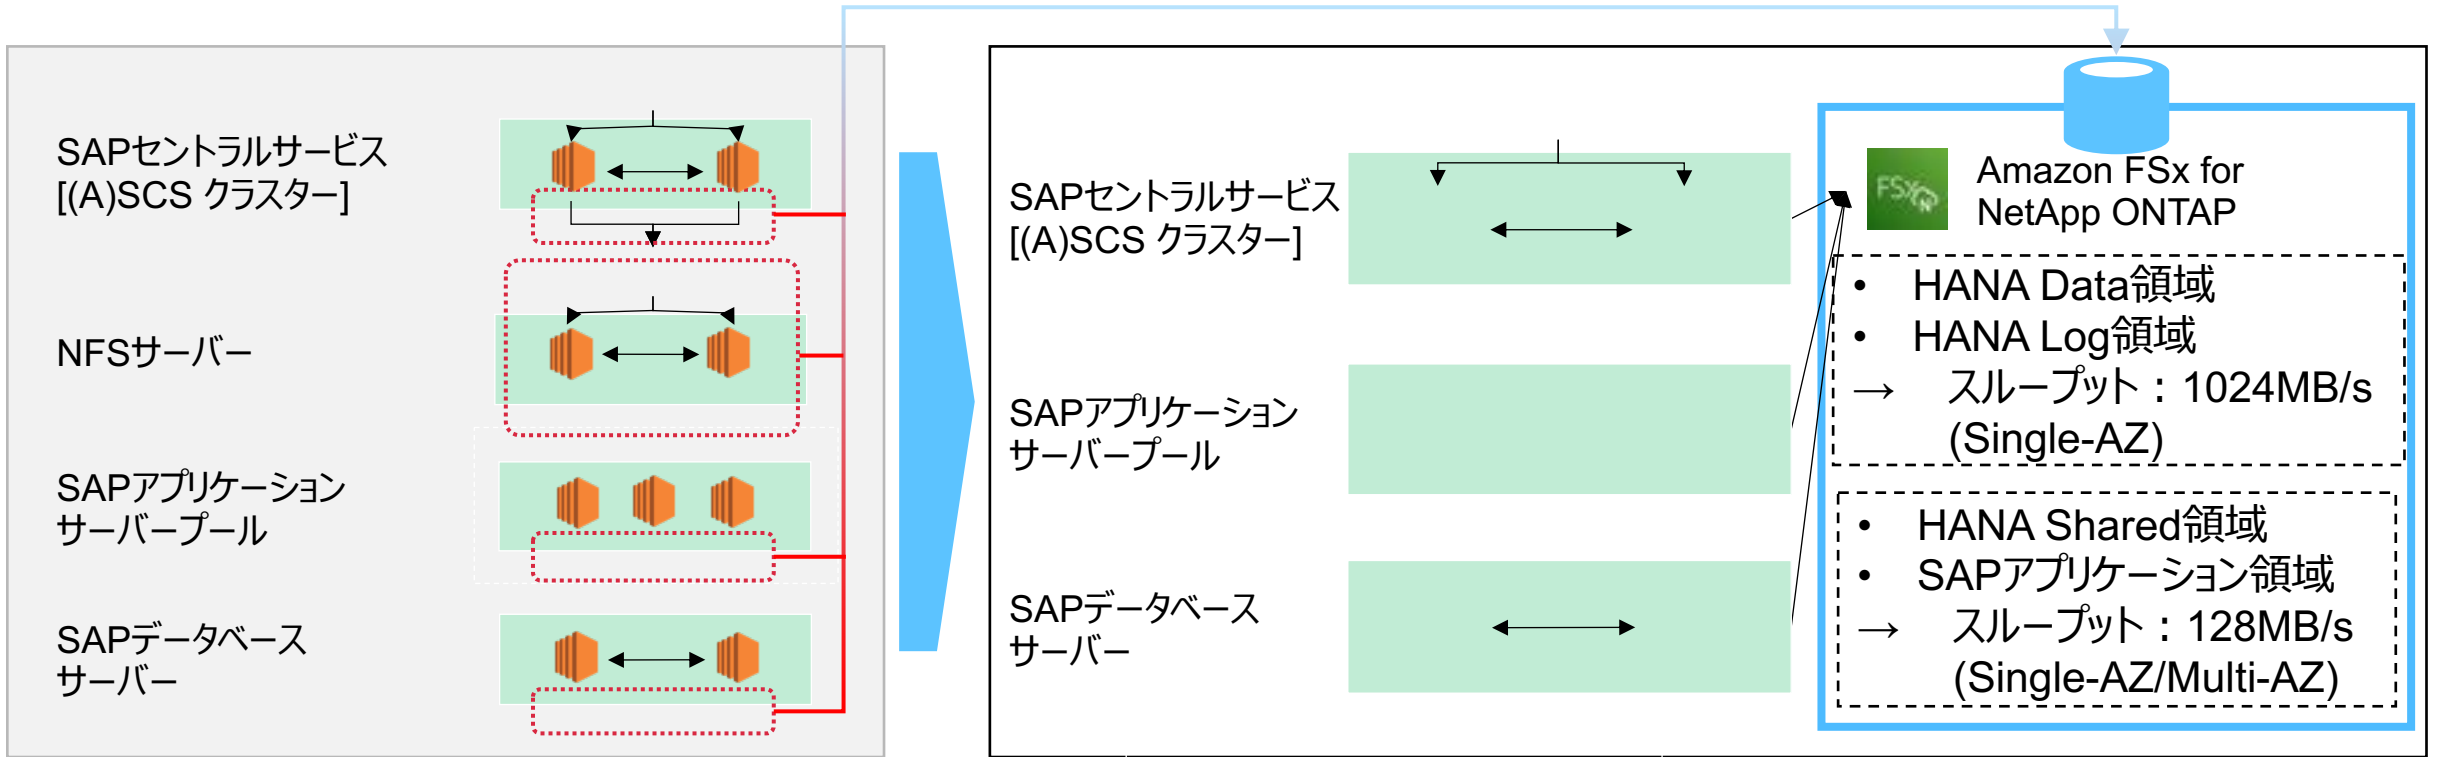 SAPセントラルサービス
[(A)SCS クラスター]
NFSサーバー
SAPアプリケーション
サーバープール
SAPデータベース
サーバー
SAPセントラルサービス
[(A)SCS クラスター]
SAPアプリケーション
サーバープール
SAPデータベース
サーバー
FSx
N
Amazon FSx for
NetApp ONTAP
• HANA Data領域
• HANA Log領域
→ スループット：1024MB/s
(Single-AZ)
• HANA Shared領域
• SAPアプリケーション領域
→ スループット：128MB/s
(Single-AZ/Multi-AZ)